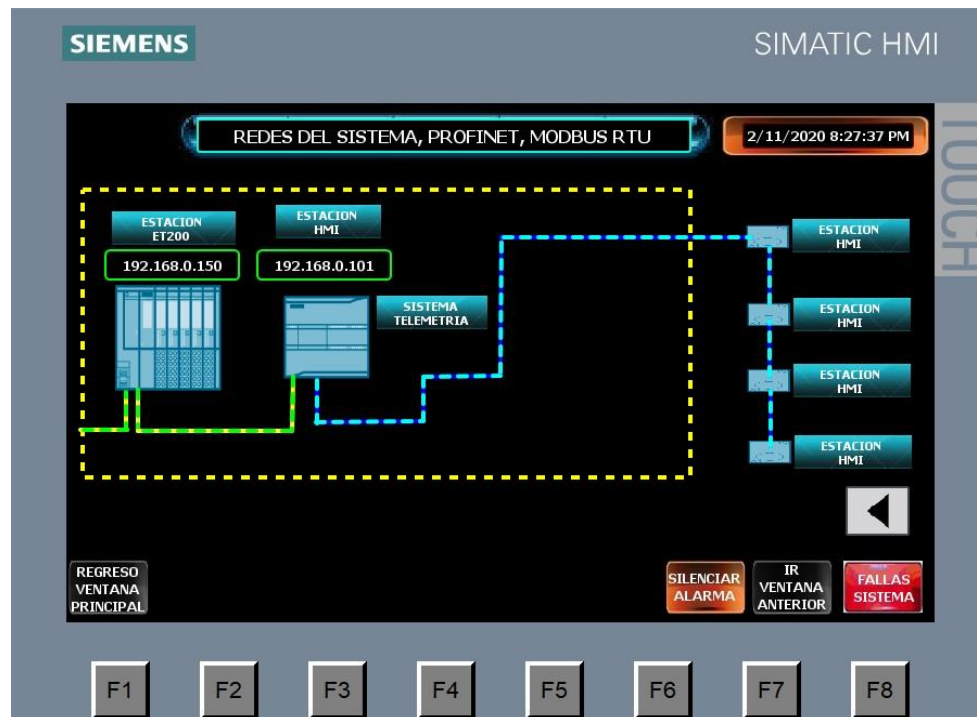 SIEMENS
SIMATIC HMI
TOUCH
REDES DEL SISTEMA, PROFINET, MODBUS RTU
2/11/2020 8:27:37 PM
ESTACION
ET200
ESTACION
HMI
192.168.0.150
192.168.0.101
SISTEMA
TELEMETRIA
ESTACION
HMI
ESTACION
HMI
ESTACION
HMI
ESTACION
HMI
REGRESO
VENTANA
PRINCIPAL
SILENCIAR
ALARMA
IR
VENTANA
ANTERIOR
FALLAS
SISTEMA
F1
F2
F3
F4
F5
F6
F7
F8